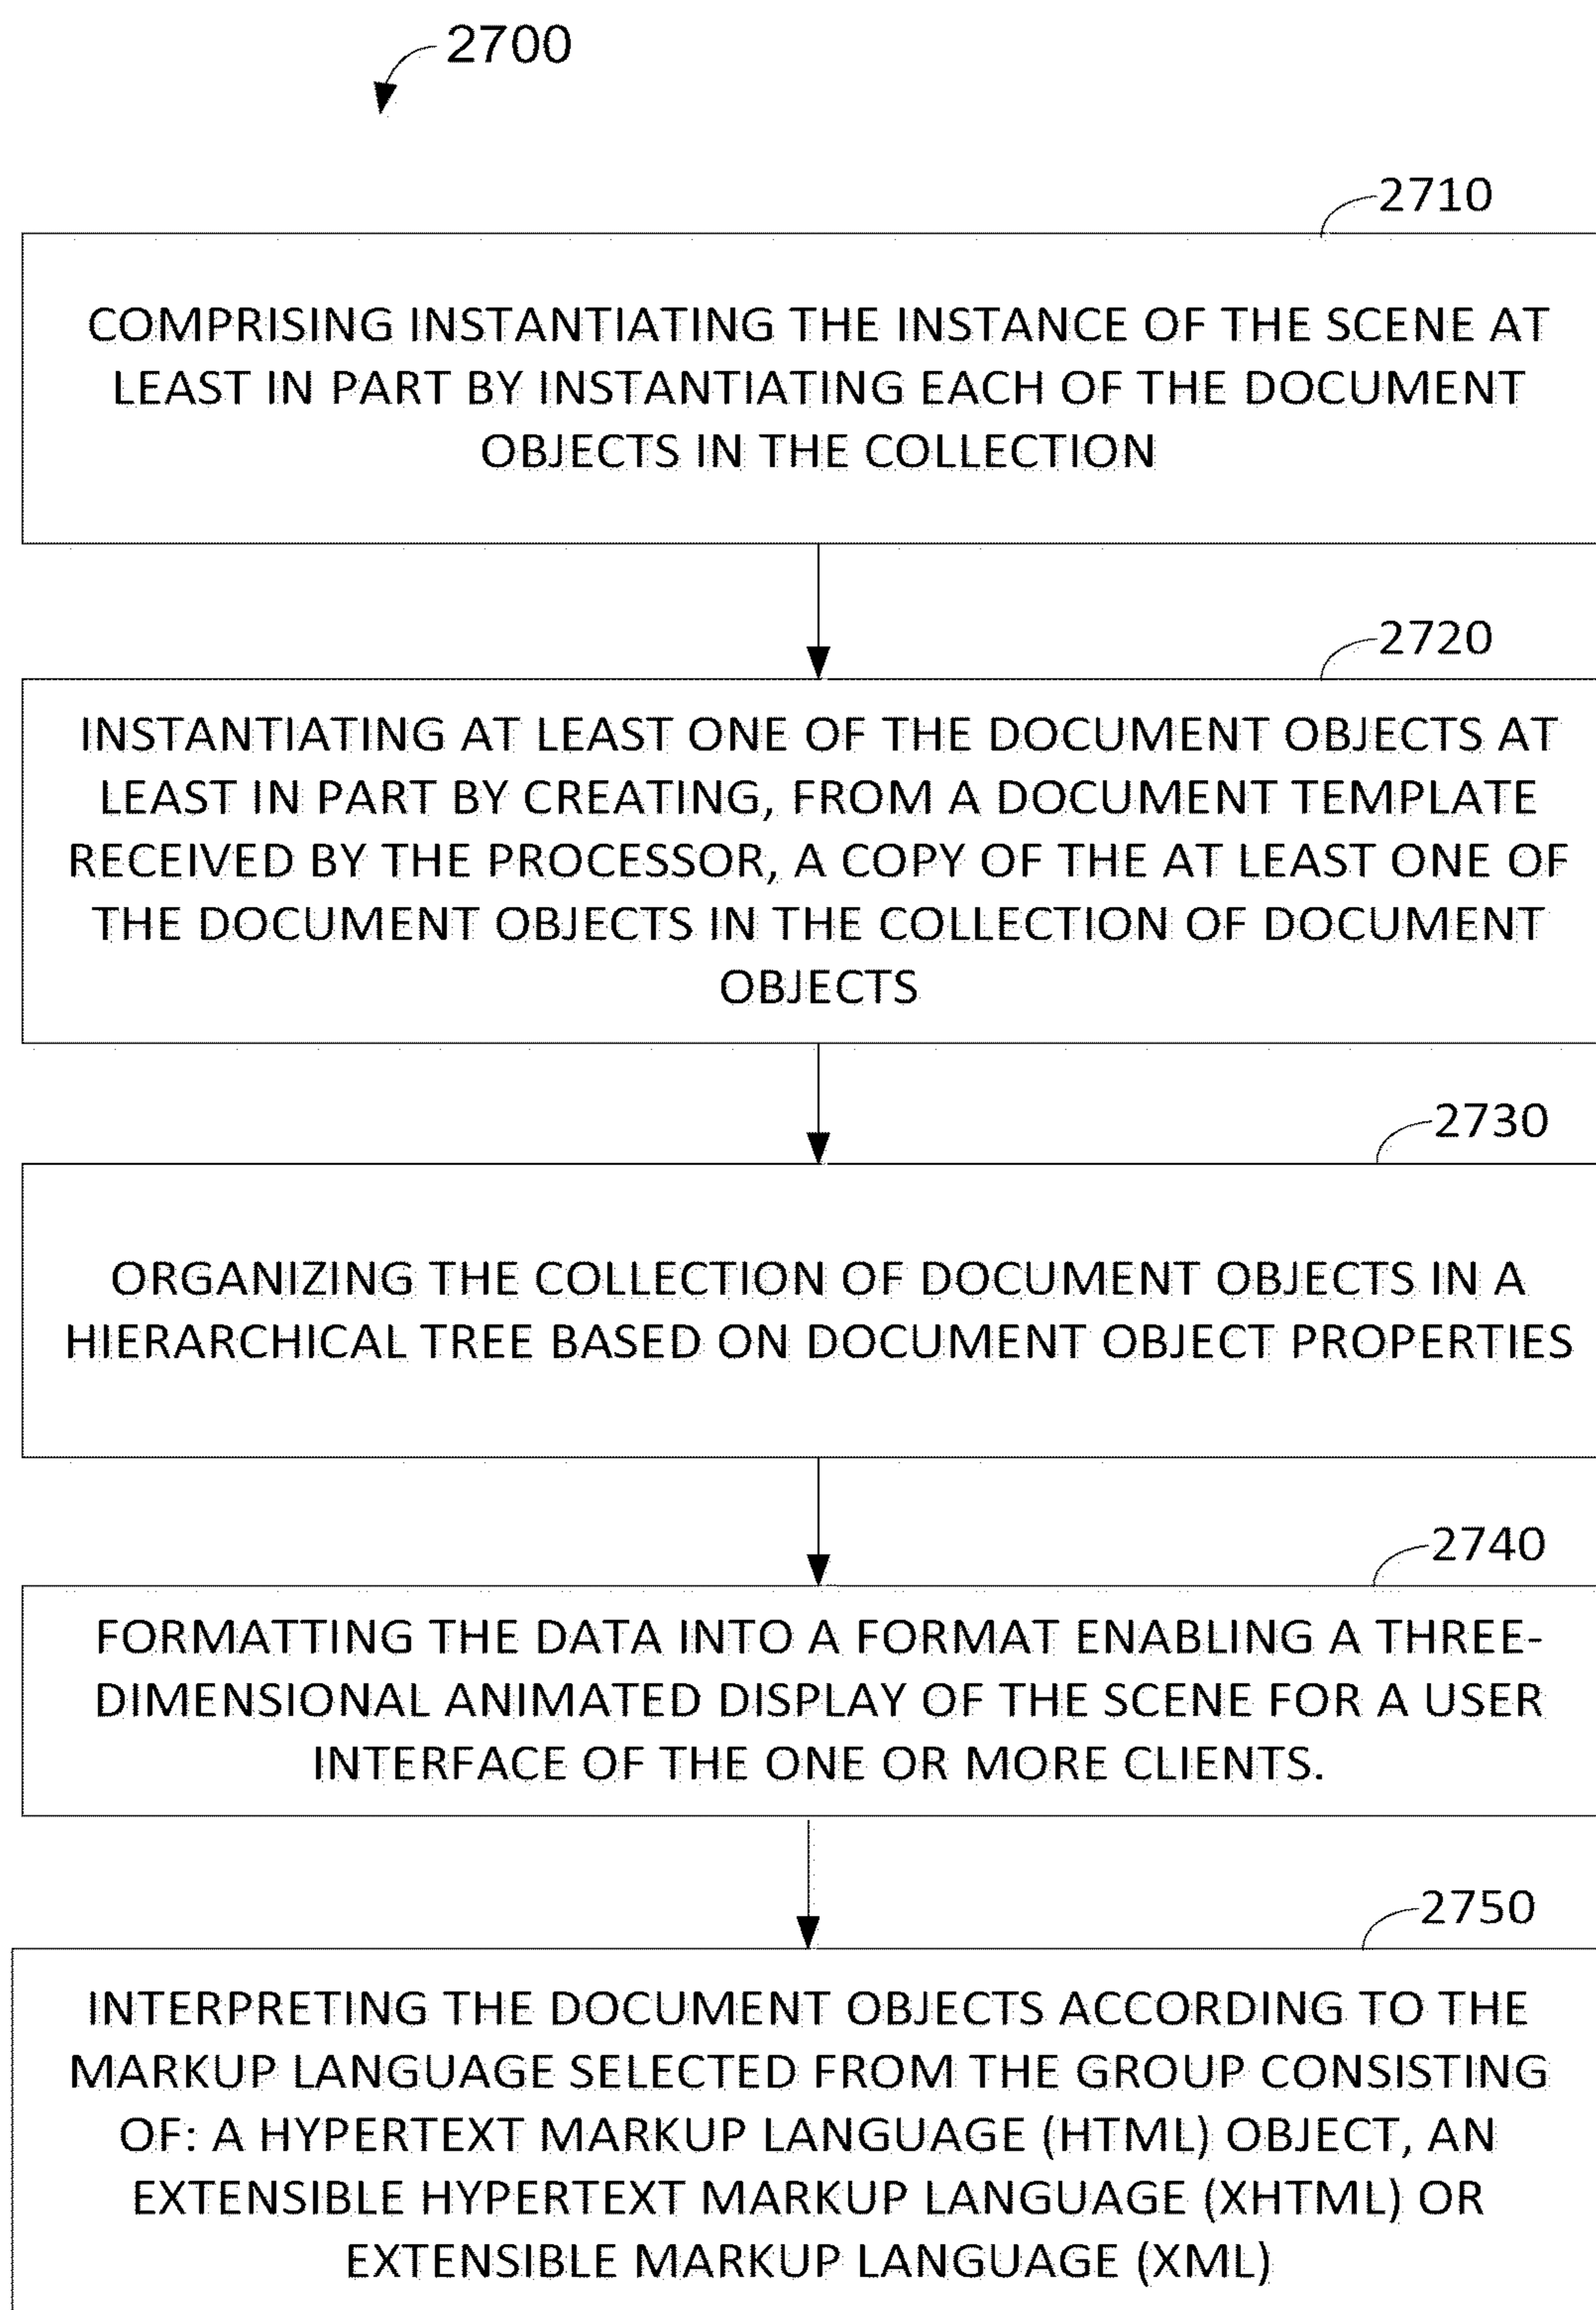 2700
2710
COMPRISING INSTANTIATING THE INSTANCE OF THE SCENE AT
LEAST IN PART BY INSTANTIATING EACH OF THE DOCUMENT
OBJECTS IN THE COLLECTION
2720
INSTANTIATING AT LEAST ONE OF THE DOCUMENT OBJECTS AT
LEAST IN PART BY CREATING, FROM A DOCUMENT TEMPLATE
RECEIVED BY THE PROCESSOR, A COPY OF THE AT LEAST ONE OF
THE DOCUMENT OBJECTS IN THE COLLECTION OF DOCUMENT
OBJECTS
2730
ORGANIZING THE COLLECTION OF DOCUMENT OBJECTS IN A
HIERARCHICAL TREE BASED ON DOCUMENT OBJECT PROPERTIES
2740
FORMATTING THE DATA INTO A FORMAT ENABLING A THREE-
DIMENSIONAL ANIMATED DISPLAY OF THE SCENE FOR A USER
INTERFACE OF THE ONE OR MORE CLIENTS.
2750
INTERPRETING THE DOCUMENT OBJECTS ACCORDING TO THE
MARKUP LANGUAGE SELECTED FROM THE GROUP CONSISTING
OF: A HYPERTEXT MARKUP LANGUAGE (HTML) OBJECT, AN
EXTENSIBLE HYPERTEXT MARKUP LANGUAGE (XHTML) OR
EXTENSIBLE MARKUP LANGUAGE (XML)